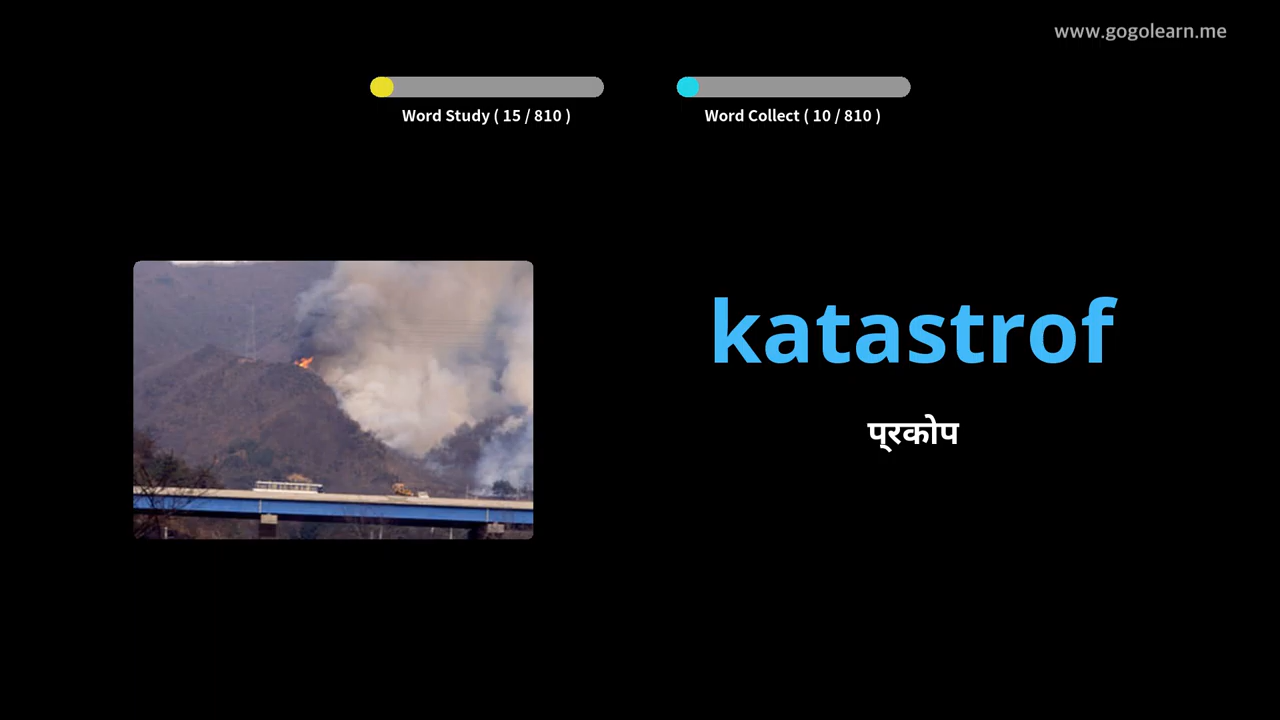 www.gogolearn.me
Word Study ( 15 / 810 )
Word Collect ( 10 / 810 )
katastrof
प्रकोप